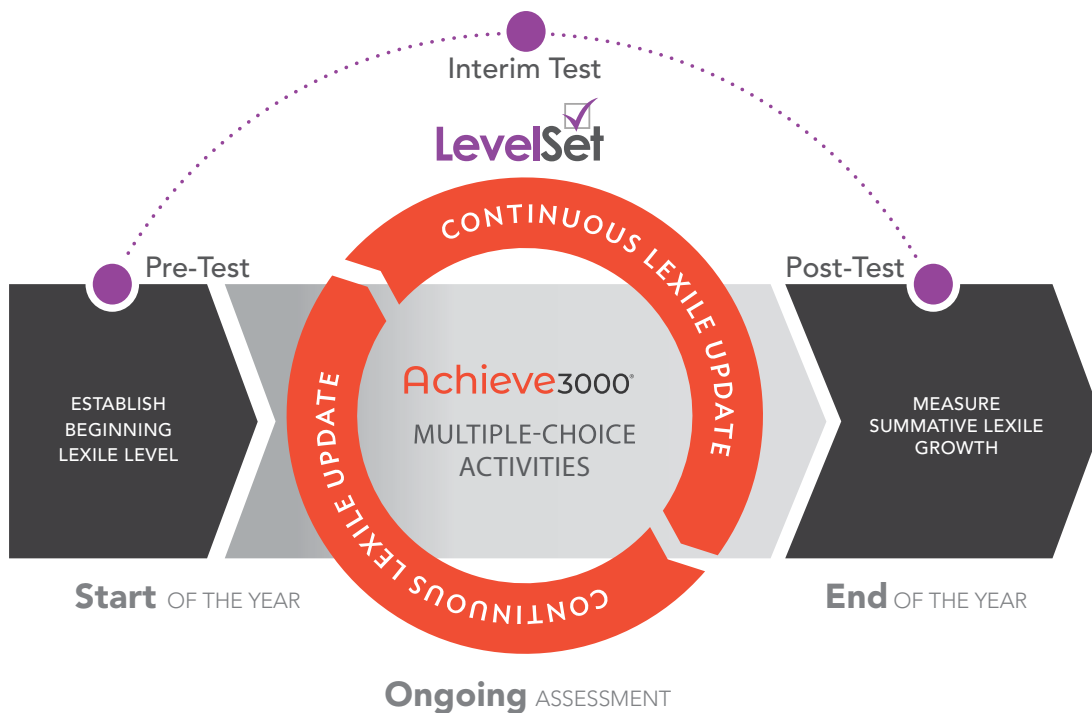 Interim Test
LevelSet
Pre-Test
Post-Test
CONTINUOUS LEXILE UPDATE
CONTINUOUS LEXILE UPDATE
ESTABLISH
BEGINNING
LEXILE LEVEL
Achieve3000®
MULTIPLE-CHOICE
ACTIVITIES
MEASURE
SUMMATIVE LEXILE
GROWTH
Start OF THE YEAR
End OF THE YEAR
Ongoing ASSESSMENT